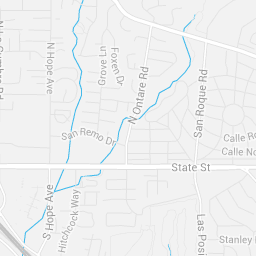 N Hope Ave
Grove Ln
Foxen Dr
N Ontare Rd
San Roque Rd
San Remo Dr
Calle R
Calle No
State St
S Hope Ave
Hitchcock Way
Las Posi
Stanley